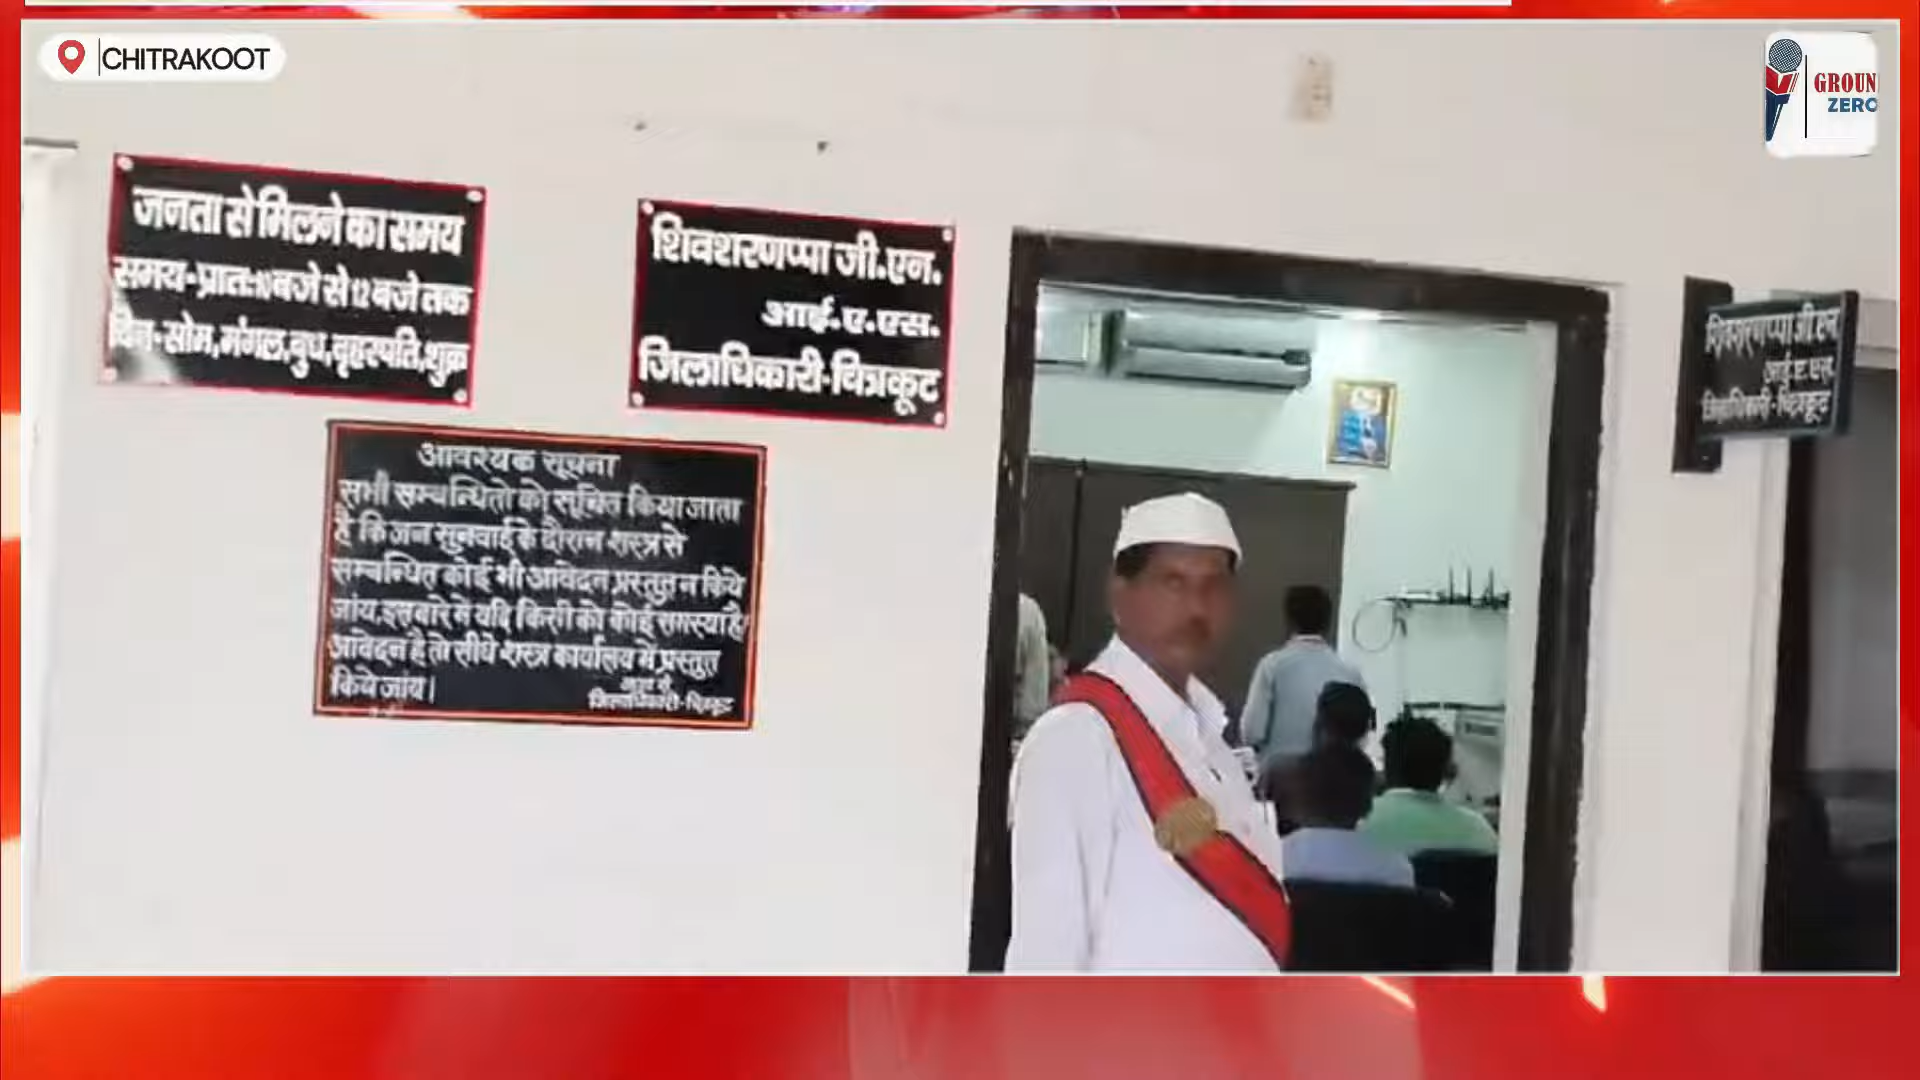 CHITRAKOOT
GROUN
ZERO
जनता से मिलने का समय
समय-प्रातः10बजे से 12 बजे तक
दिन-सोम,मंगल,बुध,वृहस्पति,शुक्र
शिवशरणप्पा जी.एन.
आई.ए.एस.
जिलाधिकारी-चित्रकूट
शिवशरणप्पा जी.एन.
आई.ए.एस.
जिलाधिकारी-चित्रकूट
आवश्यक सूचना
सभी सम्बन्धितो को सूचित किया जाता
है कि जन सुनवाई के दौरान शस्त्र से
सम्बन्धित कोई भी आवेदन प्रस्तुत न किये
जांय,इस बारे मे यदि किसी को कोई समस्या है/
आवेदन है तो सीधे शस्त्र कार्यालय में प्रस्तुत
किये जांय।
आज्ञा से
जिलाधिकारी-चित्रकूट